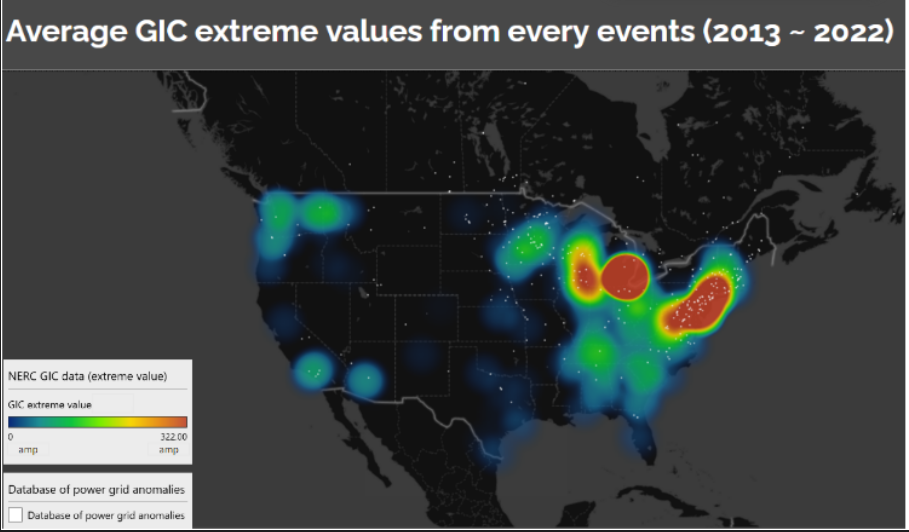 Average GIC extreme values from every events (2013 ~ 2022)
NERC GIC data (extreme value)
GIC extreme value
0 322.00
amp amp
Database of power grid anomalies
Database of power grid anomalies